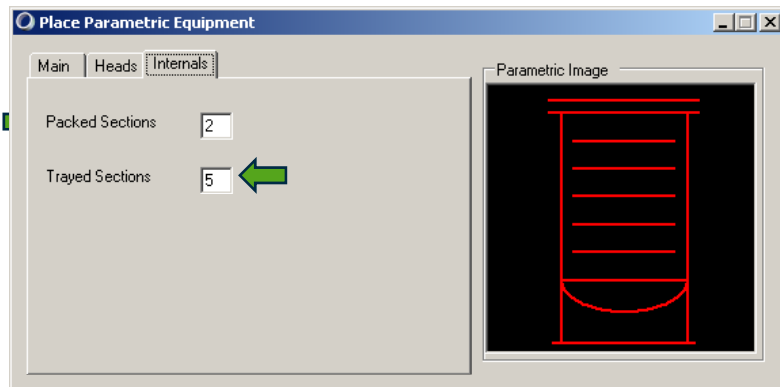 Place Parametric Equipment
Main
Heads
Internals
Parametric Image
Packed Sections
2
Trayed Sections
5